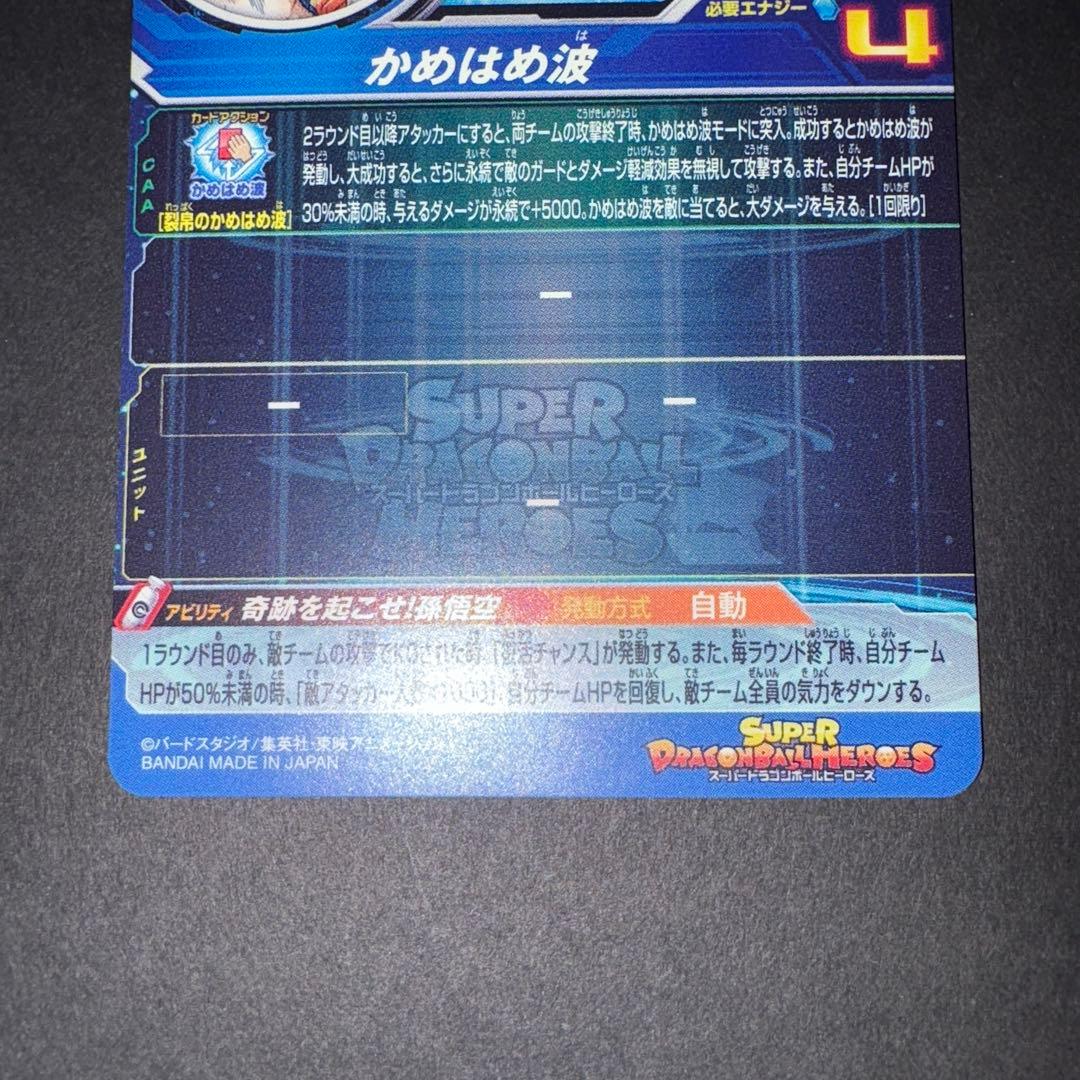 必要エナジー
4
かめはめ波
カードアクション
CAA
かめはめ波
[裂帛のかめはめ波]
2ラウンド目以降アタッカーにすると、両チームの攻撃終了時、かめはめ波モードに突入。成功するとかめはめ波が
発動し、大成功すると、さらに永続で敵のガードとダメージ軽減効果を無視して攻撃する。また、自分チームHPが
30%未満の時、与えるダメージが永続で+5000。かめはめ波を敵に当てると、大ダメージを与える。[1回限り]
ー
ユニット
ー
ー
ー
SUPER
DRAGONBALL
スーパードラゴンボールヒーローズ
HEROES
アビリティ 奇跡を起こせ!孫悟空 発動方式 自動
1ラウンド目のみ、敵チームの攻撃でKOされた時、「復活チャンス」が発動する。また、毎ラウンド終了時、自分チーム
HPが50%未満の時、「敵アタッカー 自分チームHPを回復し、敵チーム全員の気力をダウンする。
©バードスタジオ/集英社・東映アニメーション
BANDAI MADE IN JAPAN
SUPER
DRAGONBALL HEROES
スーパードラゴンボールヒーローズ